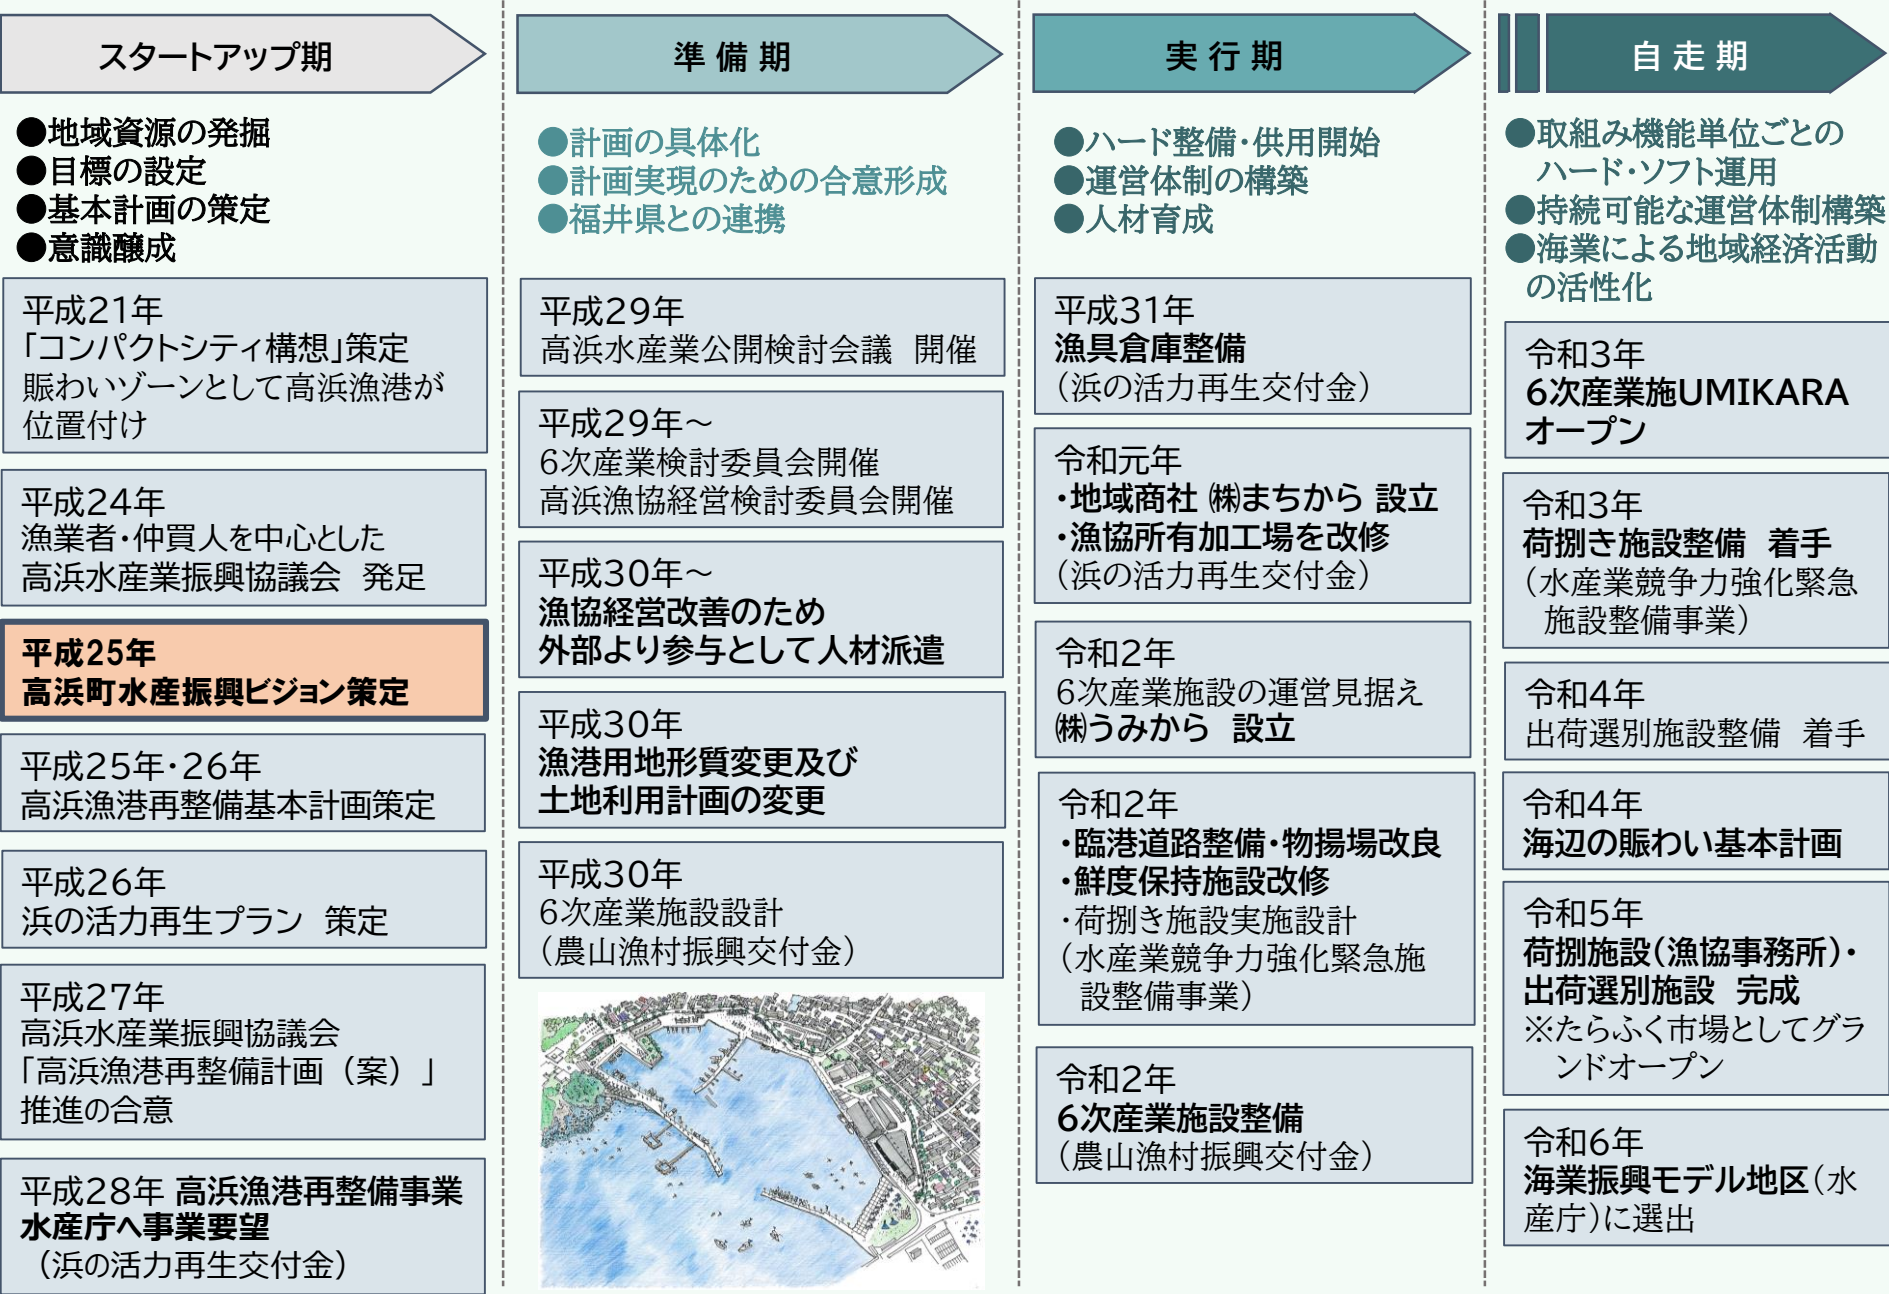 スタートアップ期
●地域資源の発掘
●目標の設定
●基本計画の策定
●意識醸成
平成21年
「コンパクトシティ構想」策定
賑わいゾーンとして高浜漁港が
位置付け
平成24年
漁業者・仲買人を中心とした
高浜水産業振興協議会　発足
平成25年
高浜町水産振興ビジョン策定
平成25年・26年
高浜漁港再整備基本計画策定
平成26年
浜の活力再生プラン　策定
平成27年
高浜水産業振興協議会
「高浜漁港再整備計画（案）」
推進の合意
平成28年 高浜漁港再整備事業
水産庁へ事業要望
（浜の活力再生交付金）
準 備 期
●計画の具体化
●計画実現のための合意形成
●福井県との連携
平成29年
高浜水産業公開検討会議　開催
平成29年～
6次産業検討委員会開催
高浜漁協経営検討委員会開催
平成30年～
漁協経営改善のため
外部より参与として人材派遣
平成30年
漁港用地形質変更及び
土地利用計画の変更
平成30年
6次産業施設設計
（農山漁村振興交付金）
実 行 期
●ハード整備・供用開始
●運営体制の構築
●人材育成
平成31年
漁具倉庫整備
（浜の活力再生交付金）
令和元年
・地域商社 ㈱まちから 設立
・漁協所有加工場を改修
（浜の活力再生交付金）
令和2年
6次産業施設の運営見据え
㈱うみから　設立
令和2年
・臨港道路整備・物揚場改良
・鮮度保持施設改修
・荷捌き施設実施設計
（水産業競争力強化緊急施
設整備事業）
令和2年
6次産業施設整備
（農山漁村振興交付金）
自 走 期
●取組み機能単位ごとの
ハード・ソフト運用
●持続可能な運営体制構築
●海業による地域経済活動
の活性化
令和3年
6次産業施UMIKARA
オープン
令和3年
荷捌き施設整備　着手
（水産業競争力強化緊急
施設整備事業）
令和4年
出荷選別施設整備　着手
令和4年
海辺の賑わい基本計画
令和5年
荷捌施設（漁協事務所）・
出荷選別施設　完成
※たらふく市場としてグラ
ンドオープン
令和6年
海業振興モデル地区（水
産庁）に選出